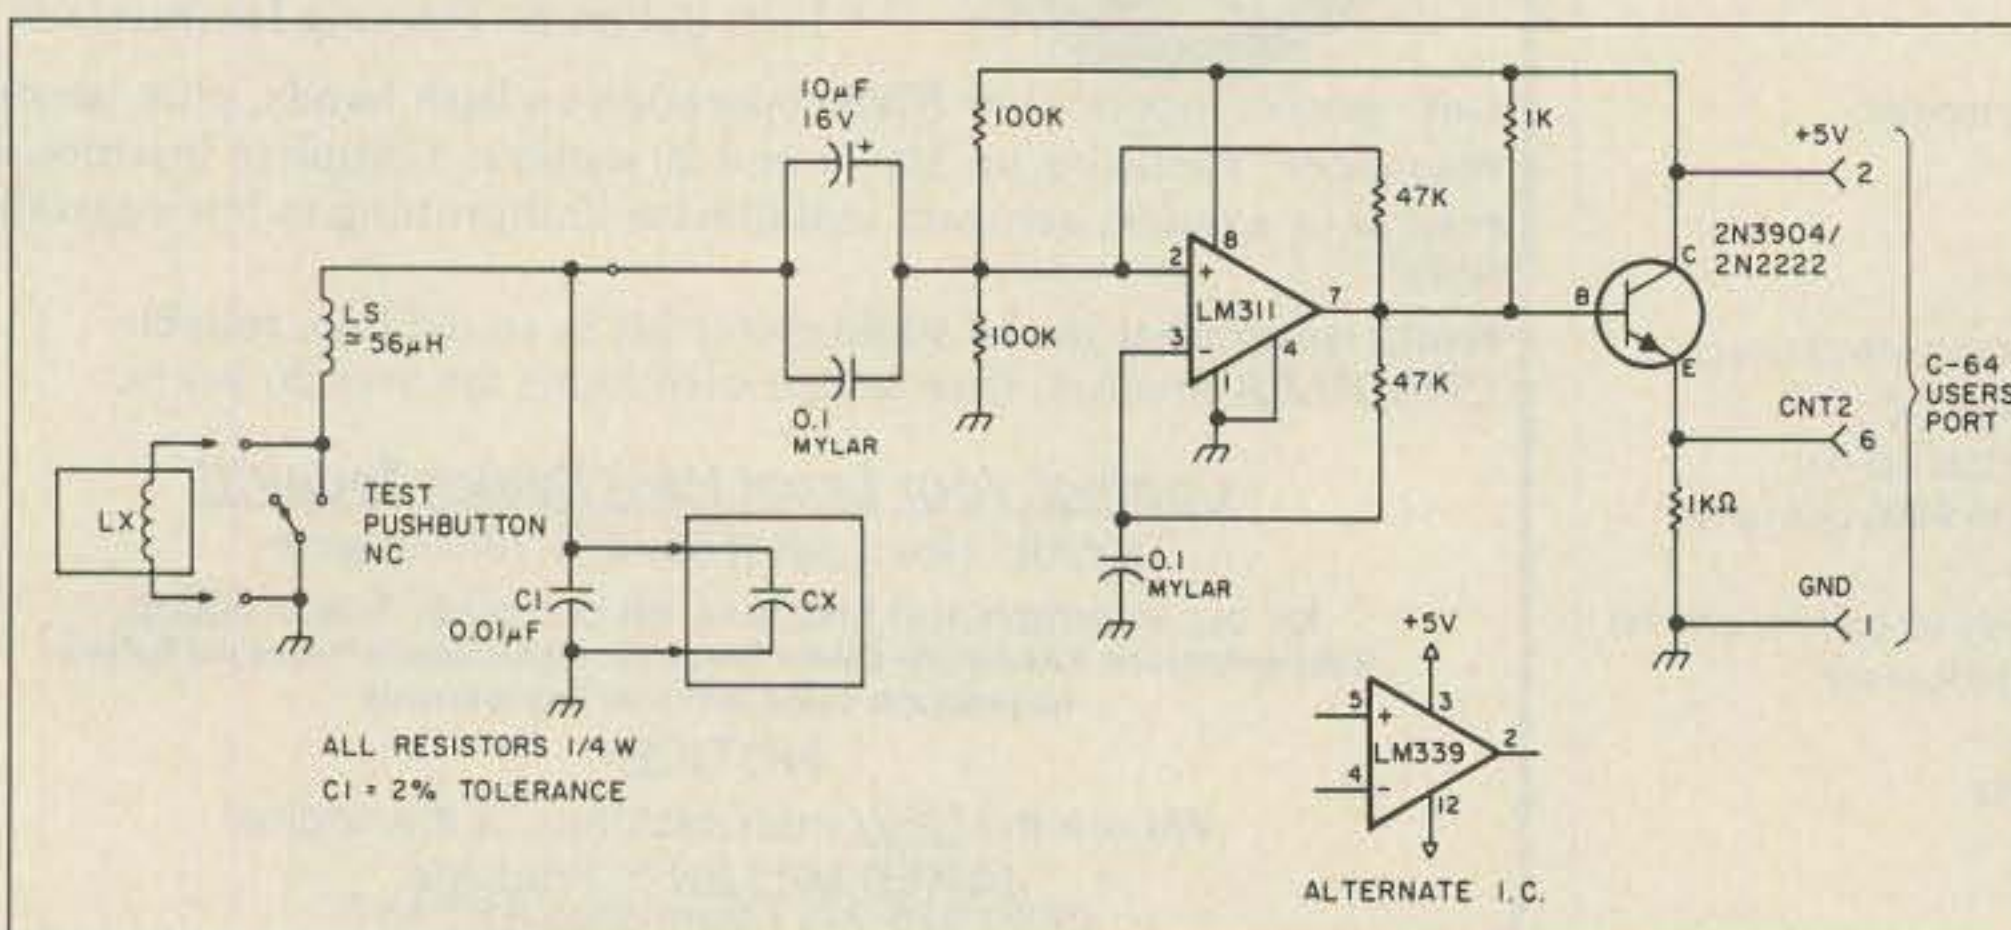 10µF
16V
+
100K
1K
+5V
2
47K
2N3904/
2N2222
C
8
2
+
LM311
7
B
LS
≅ 56µH
3
-
4
1
100K
47K
E
C-64
USERS
PORT
0.1
MYLAR
CNT2
6
LX
TEST
PUSHBUTTON
NC
1KΩ
C1
0.01µF
CX
0.1
MYLAR
GND
1
+5V
5
+
3
LM339
2
4
-
12
ALL RESISTORS 1/4 W
C1 = 2% TOLERANCE
ALTERNATE I.C.